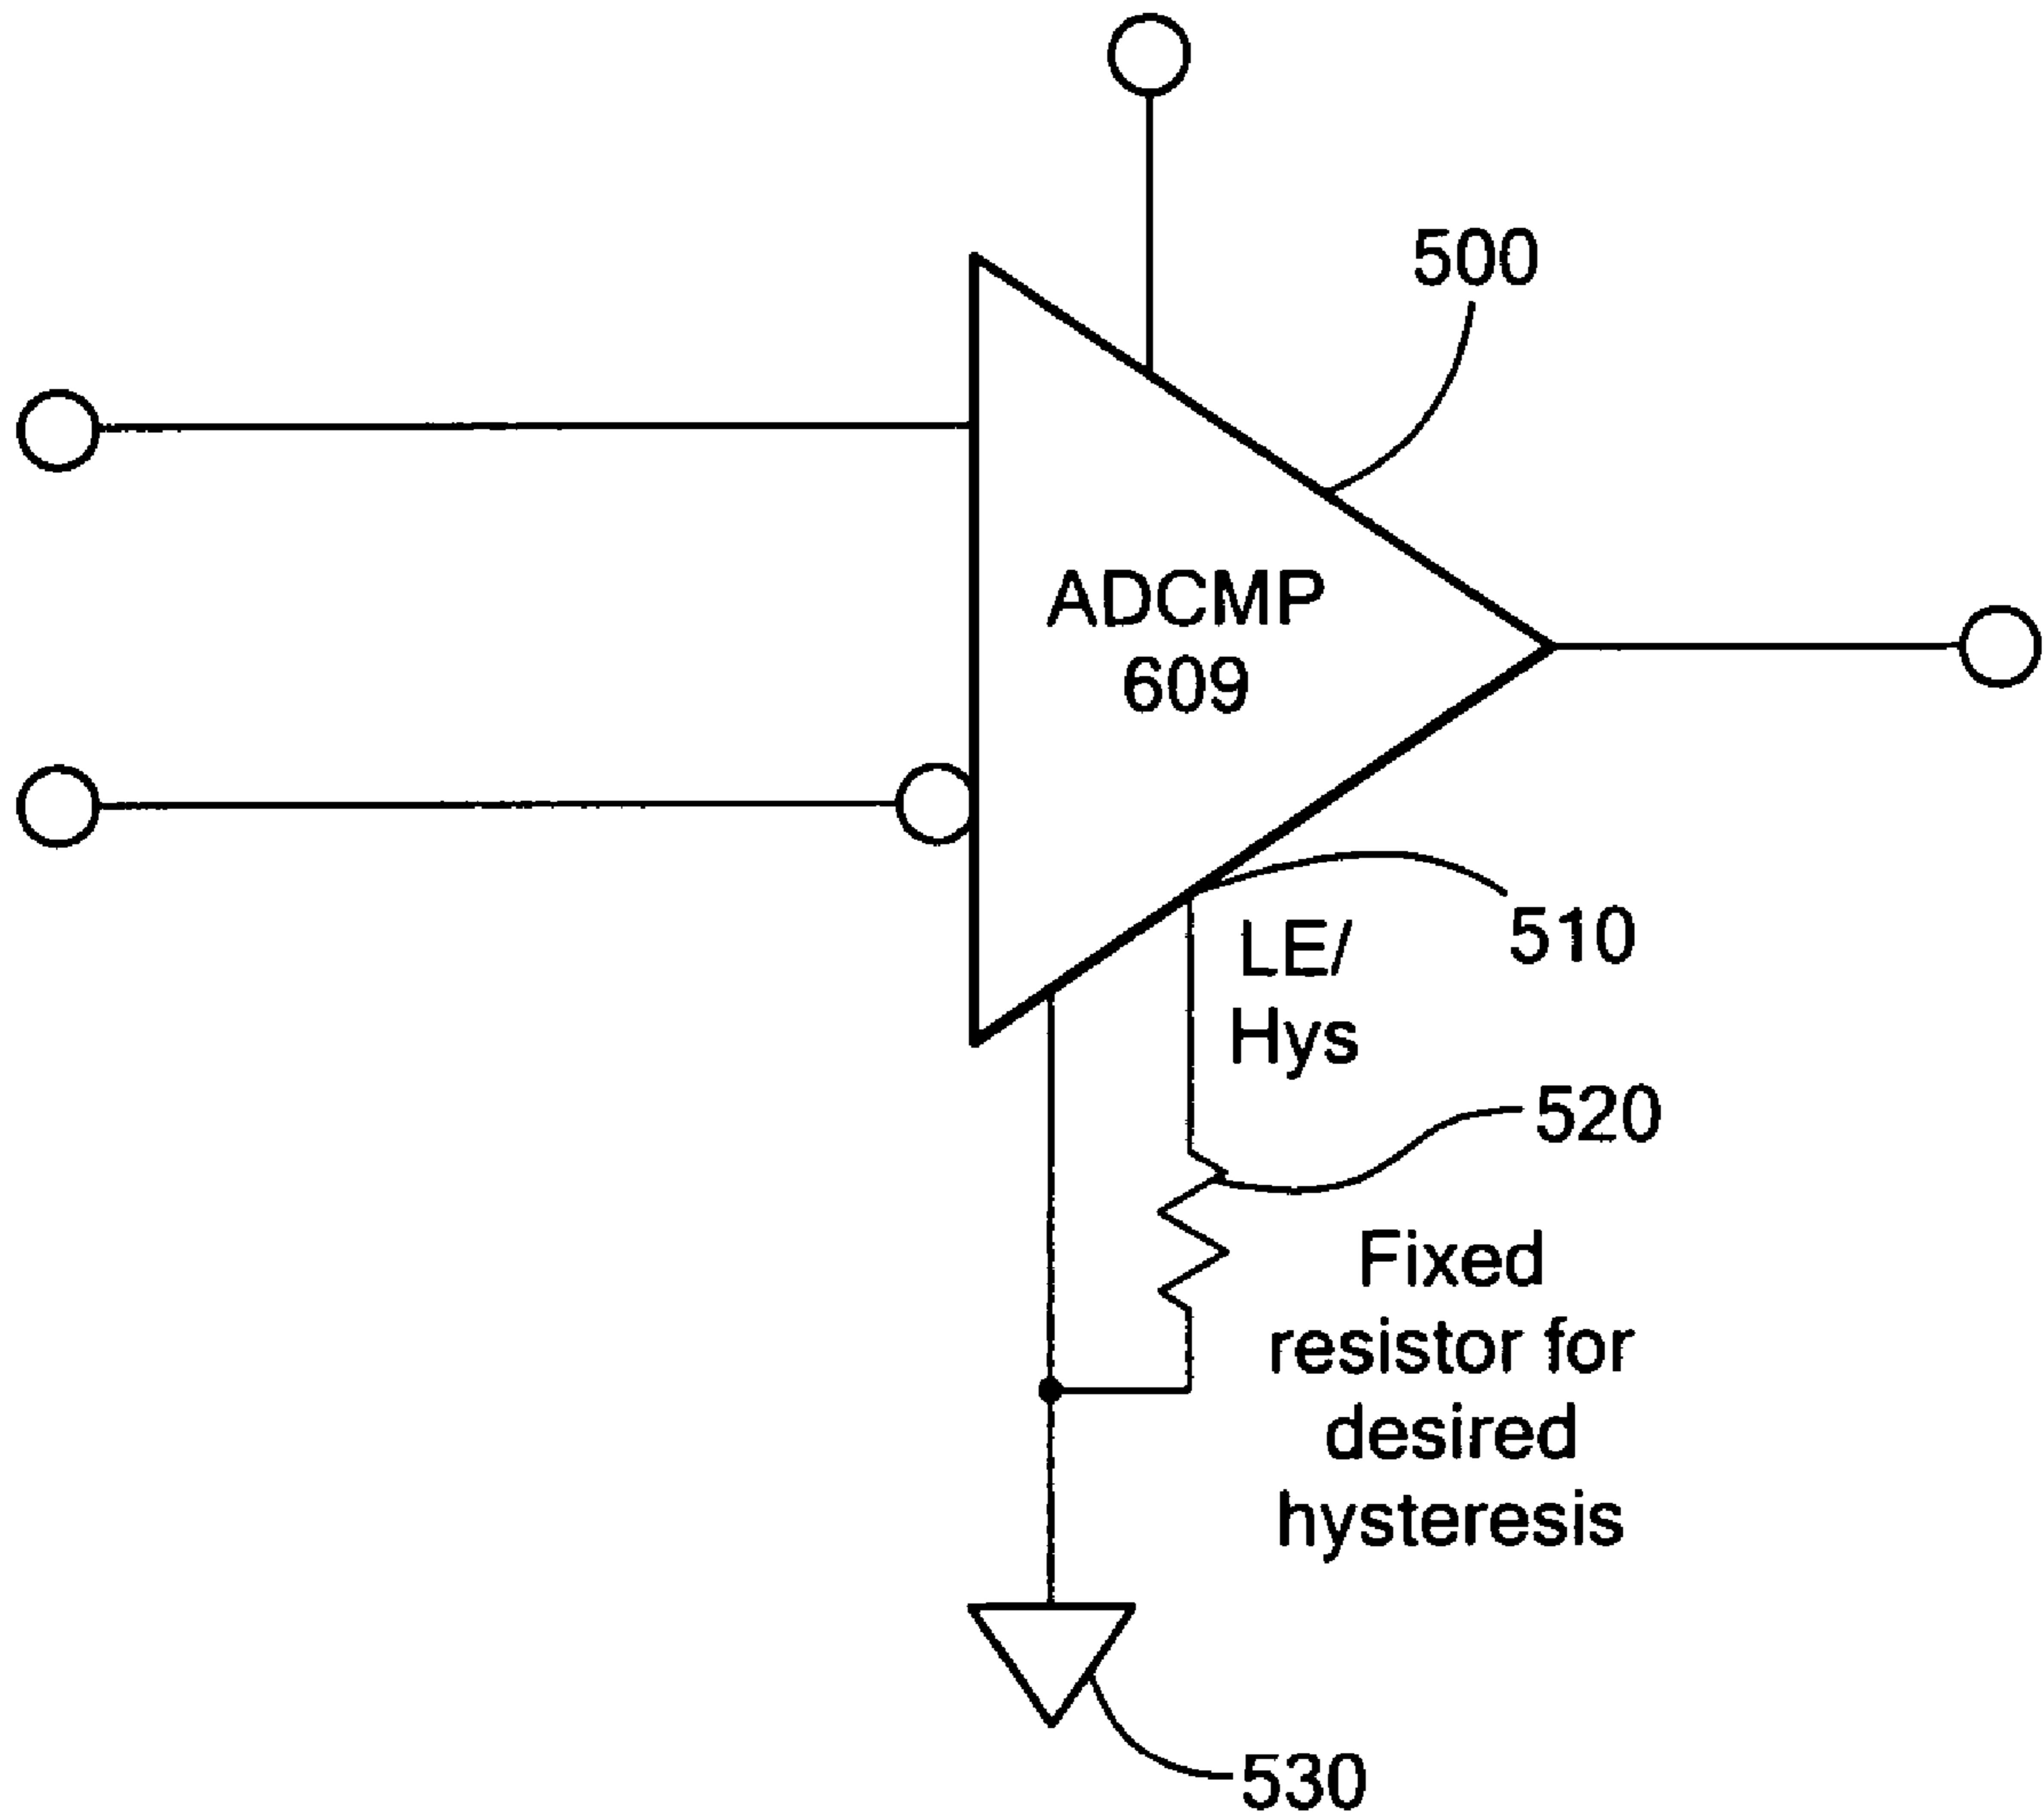 500
ADCMP
609
510
LE/
Hys
520
Fixed
resistor for
desired
hysteresis
530